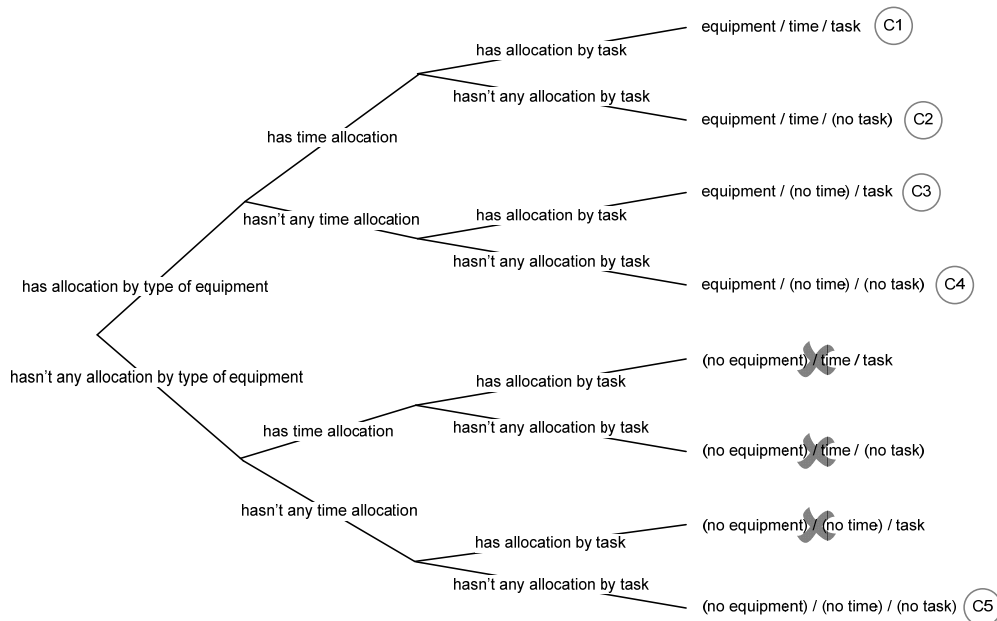 equipment / time / task C1
has allocation by task
hasn't any allocation by task
equipment / time / (no task) C2
has time allocation
equipment / (no time) / task C3
has allocation by task
hasn't any time allocation
hasn't any allocation by task
equipment / (no time) / (no task) C4
has allocation by type of equipment
(no equipment) / time / task
hasn't any allocation by type of equipment
has allocation by task
hasn't any allocation by task
has time allocation
(no equipment) / time / (no task)
hasn't any time allocation
(no equipment) / (no time) / task
has allocation by task
hasn't any allocation by task
(no equipment) / (no time) / (no task) C5